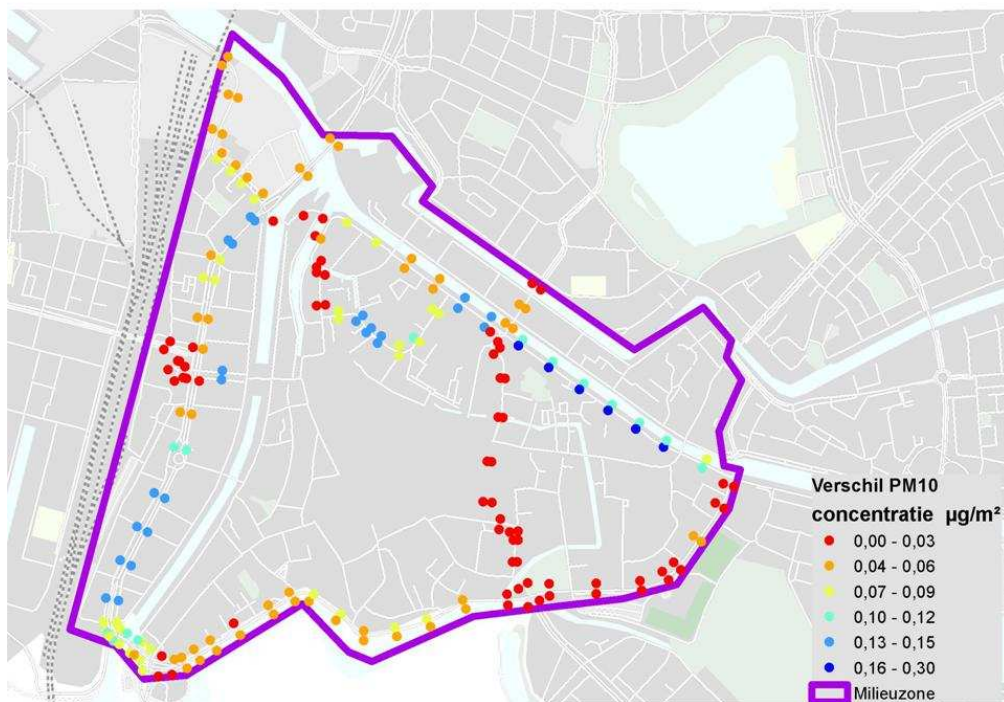 Verschil PM10
concentratie µg/m²
0,00 - 0,03
0,04 - 0,06
0,07 - 0,09
0,10 - 0,12
0,13 - 0,15
0,16 - 0,30
Milieuzone